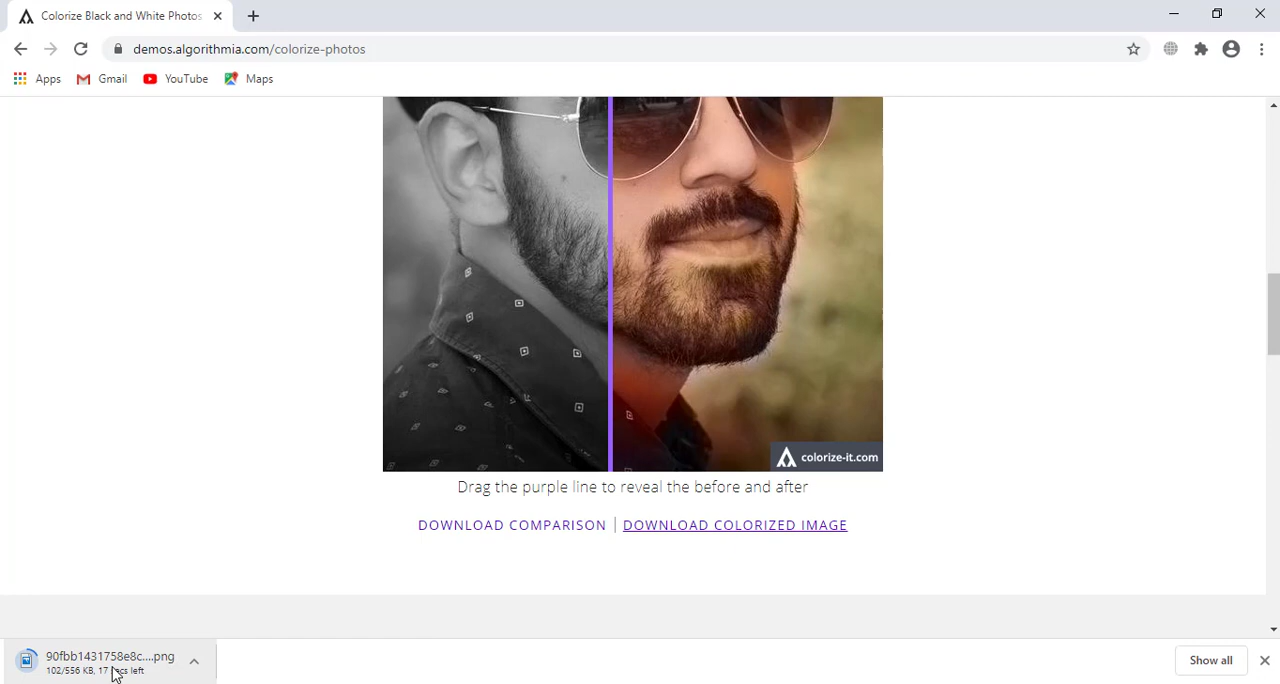 Colorize Black and White Photos
demos.algorithmia.com/colorize-photos
Apps
Gmail
YouTube
Maps
colorize-it.com
Drag the purple line to reveal the before and after
DOWNLOAD COMPARISON | DOWNLOAD COLORIZED IMAGE
90fbb1431758e8c....png
102/556 KB, 17 left
Show all